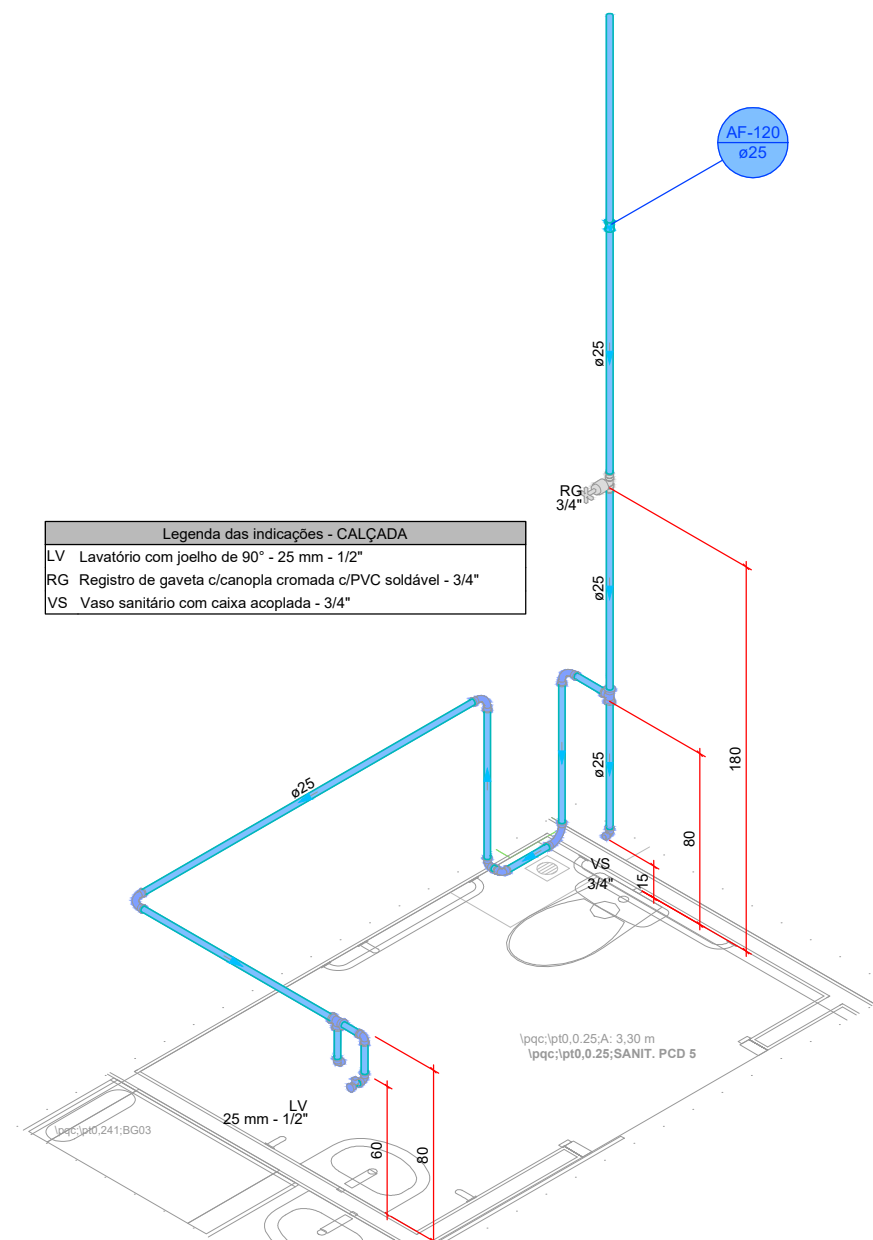 AF-120
ø25
ø25
RG
3/4"
Legenda das indicações - CALÇADA
LV Lavatório com joelho de 90° - 25 mm - 1/2"
RG Registro de gaveta c/canopla cromada c/PVC soldável - 3/4"
VS Vaso sanitário com caixa acoplada - 3/4"
ø25
180
ø25
ø25
80
VS
3/4"
15
\pqc;\pt0,0.25;A: 3,30 m
\pqc;\pt0,0.25;SANIT. PCD 5
LV
25 mm - 1/2"
\pqc;\pt0,241;BG03
60
80